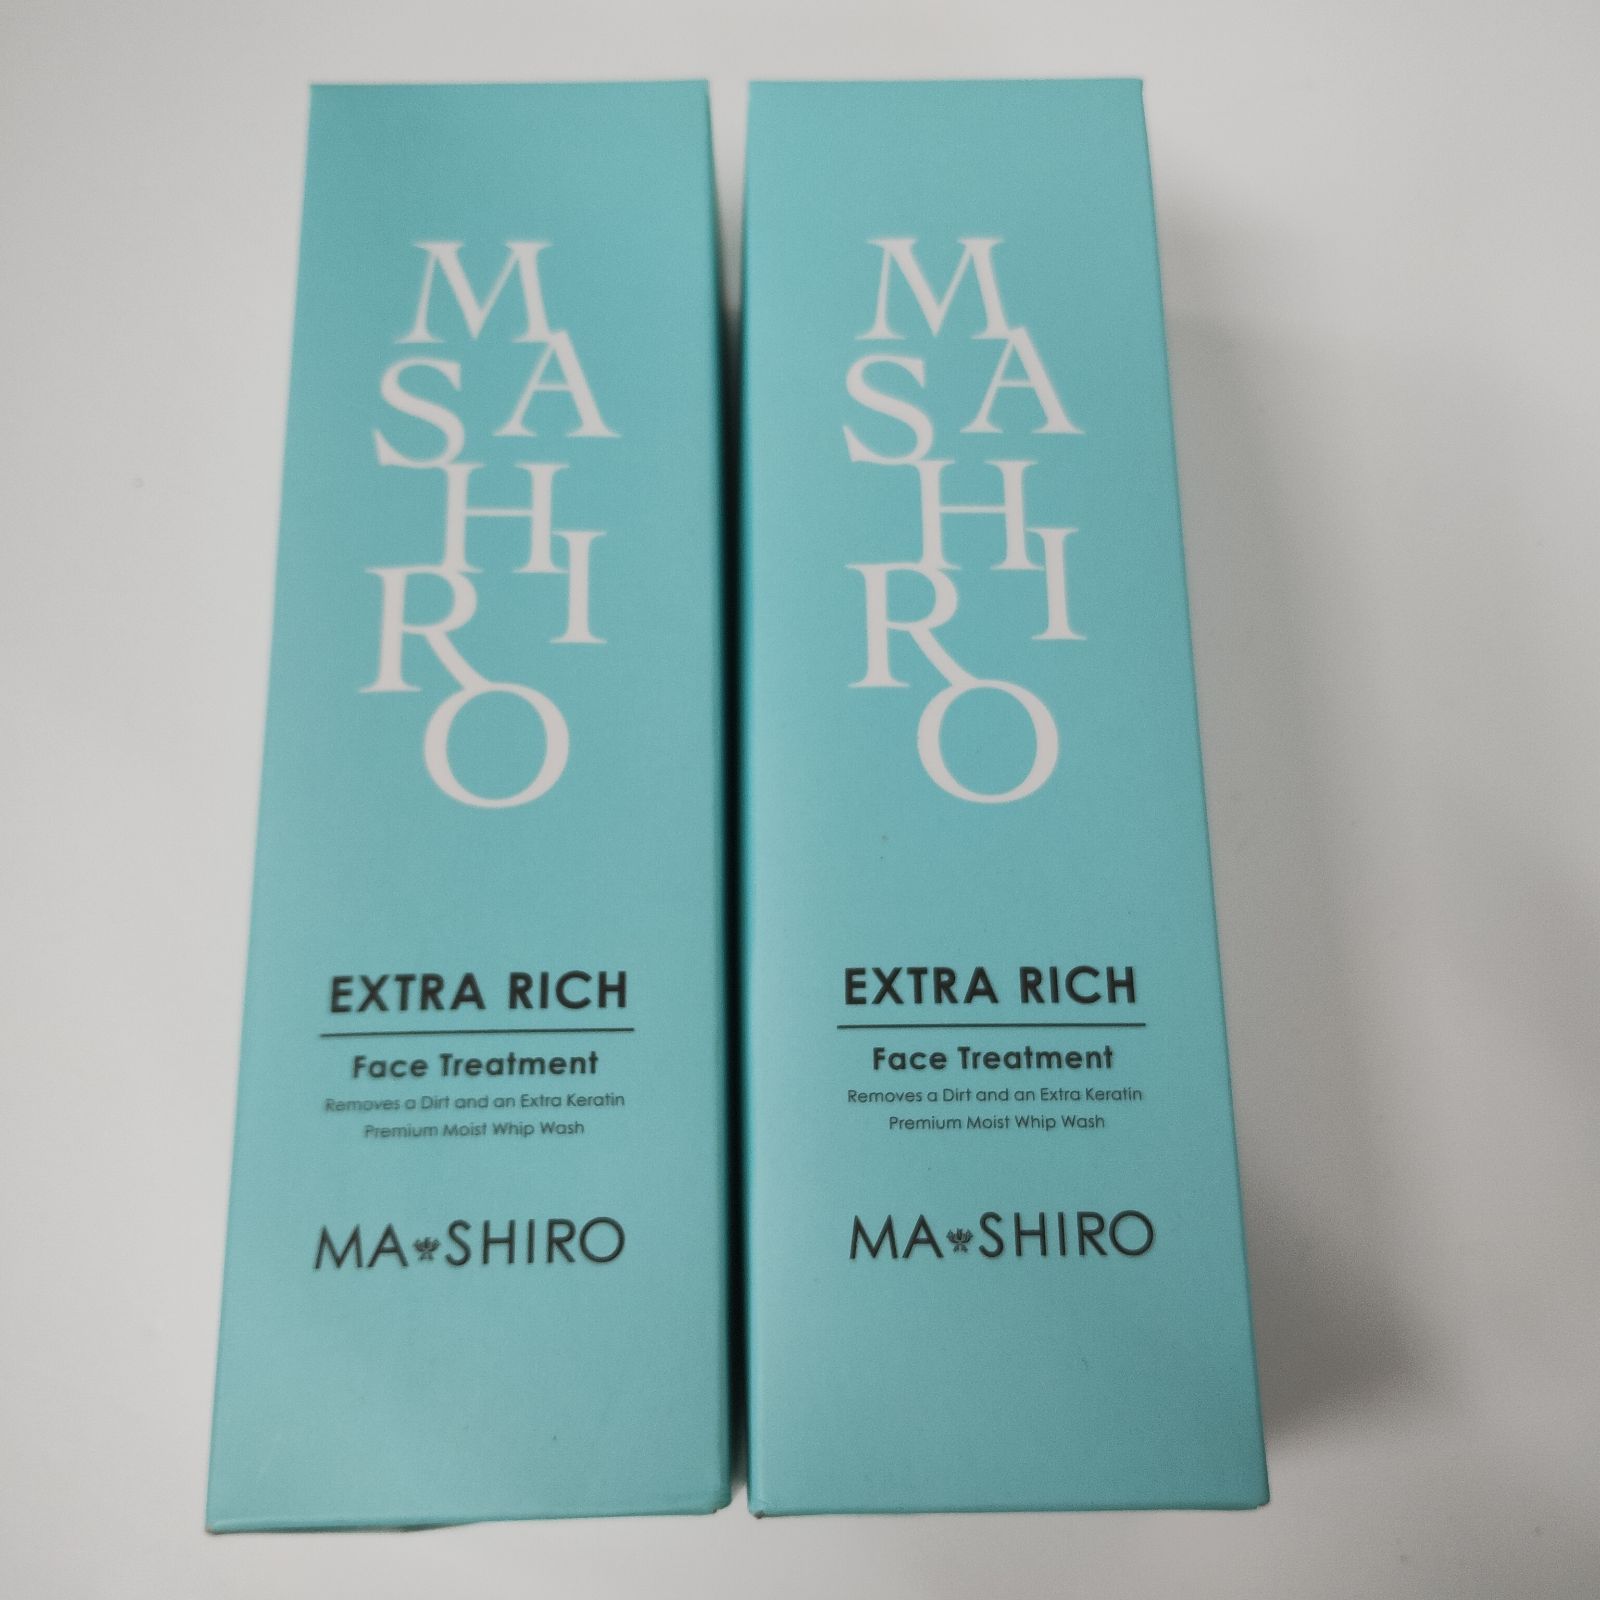 MASHIRO
EXTRA RICH
Face Treatment
Removes a Dirt and an Extra Keratin
Premium Moist Whip Wash
MA SHIRO
MASHIRO
EXTRA RICH
Face Treatment
Removes a Dirt and an Extra Keratin
Premium Moist Whip Wash
MA SHIRO